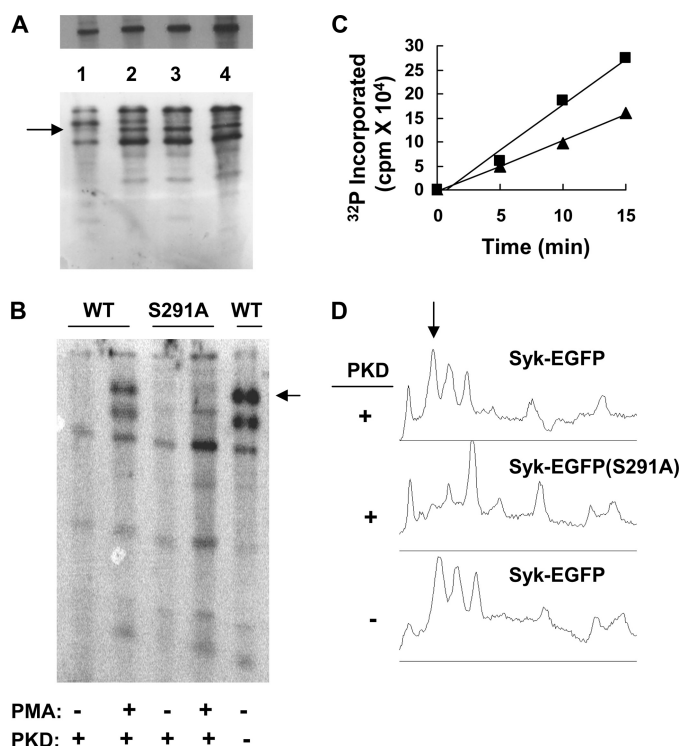 A
1 2 3 4
C
30
25
20
15
10
5
0
0 5 10 15
³²P Incorporated
(cpm X 10⁴)
Time (min)
B
WT S291A WT
PMA: - + - + -
PKD: + + + + -
D
PKD
Syk-EGFP
+
Syk-EGFP(S291A)
+
Syk-EGFP
-